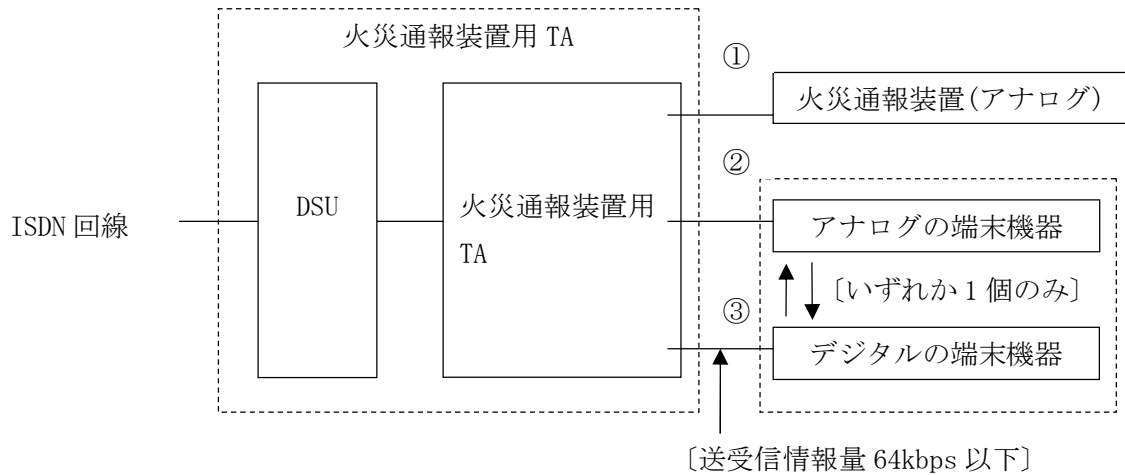 火災通報装置用 TA
①
火災通報装置(アナログ)
②
ISDN 回線
DSU
火災通報装置用
TA
アナログの端末機器
〔いずれか 1 個のみ〕
③
デジタルの端末機器
〔送受信情報量 64kbps 以下〕